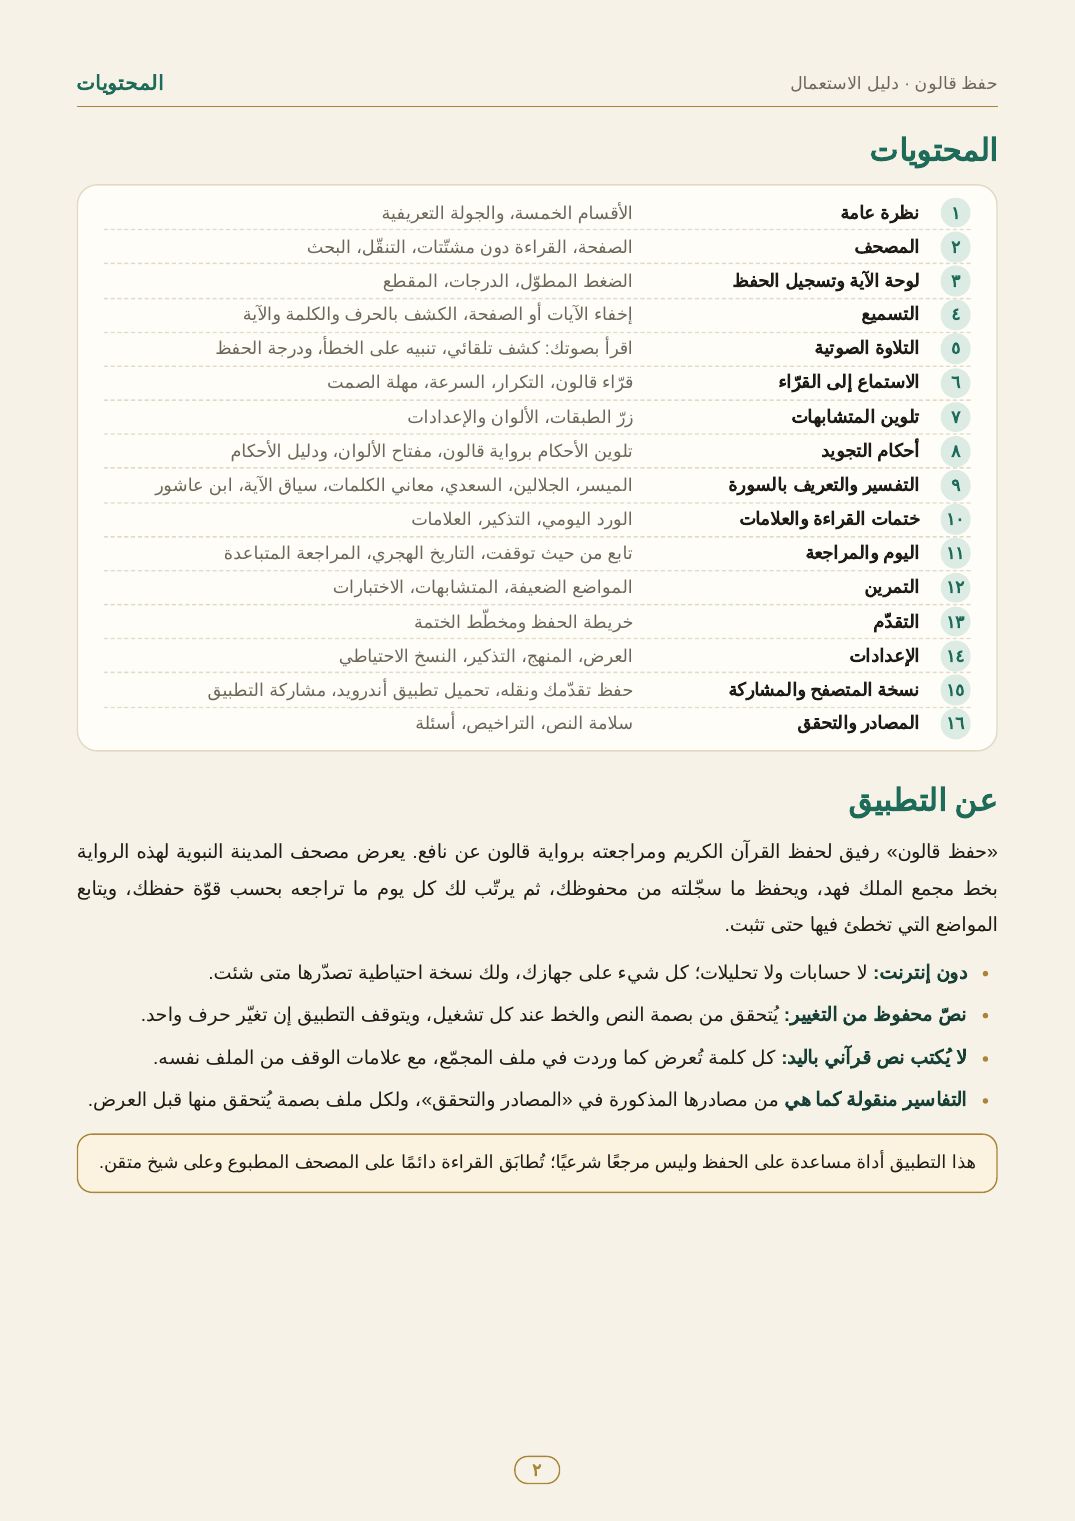 حفظ قالون · دليل الاستعمال
المحتويات
المحتويات
١ نظرة عامة الأقسام الخمسة، والجولة التعريفية
٢ المصحف الصفحة، القراءة دون مشتّتات، التنقّل، البحث
٣ لوحة الآية وتسجيل الحفظ الضغط المطوّل، الدرجات، المقطع
٤ التسميع إخفاء الآيات أو الصفحة، الكشف بالحرف والكلمة والآية
٥ التلاوة الصوتية اقرأ بصوتك: كشف تلقائي، تنبيه على الخطأ، ودرجة الحفظ
٦ الاستماع إلى القرّاء قرّاء قالون، التكرار، السرعة، مهلة الصمت
٧ تلوين المتشابهات زرّ الطبقات، الألوان والإعدادات
٨ أحكام التجويد تلوين الأحكام برواية قالون، مفتاح الألوان، ودليل الأحكام
٩ التفسير والتعريف بالسورة الميسر، الجلالين، السعدي، معاني الكلمات، سياق الآية، ابن عاشور
١٠ ختمات القراءة والعلامات الورد اليومي، التذكير، العلامات
١١ اليوم والمراجعة تابع من حيث توقفت، التاريخ الهجري، المراجعة المتباعدة
١٢ التمرين المواضع الضعيفة، المتشابهات، الاختبارات
١٣ التقدّم خريطة الحفظ ومخطّط الختمة
١٤ الإعدادات العرض، المنهج، التذكير، النسخ الاحتياطي
١٥ نسخة المتصفح والمشاركة حفظ تقدّمك ونقله، تحميل تطبيق أندرويد، مشاركة التطبيق
١٦ المصادر والتحقق سلامة النص، التراخيص، أسئلة
عن التطبيق
«حفظ قالون» رفيق لحفظ القرآن الكريم ومراجعته برواية قالون عن نافع. يعرض مصحف المدينة النبوية لهذه الرواية
بخط مجمع الملك فهد، ويحفظ ما سجّلته من محفوظك، ثم يرتّب لك كل يوم ما تراجعه بحسب قوّة حفظك، ويتابع
المواضع التي تخطئ فيها حتى تثبت.
• دون إنترنت: لا حسابات ولا تحليلات؛ كل شيء على جهازك، ولك نسخة احتياطية تصدّرها متى شئت.
• نصّ محفوظ من التغيير: يُتحقق من بصمة النص والخط عند كل تشغيل، ويتوقف التطبيق إن تغيّر حرف واحد.
• لا يُكتب نص قرآني باليد: كل كلمة تُعرض كما وردت في ملف المجمّع، مع علامات الوقف من الملف نفسه.
• التفاسير منقولة كما هي من مصادرها المذكورة في «المصادر والتحقق»، ولكل ملف بصمة يُتحقق منها قبل العرض.
هذا التطبيق أداة مساعدة على الحفظ وليس مرجعًا شرعيًا؛ تُطابَق القراءة دائمًا على المصحف المطبوع وعلى شيخ متقن.
٢